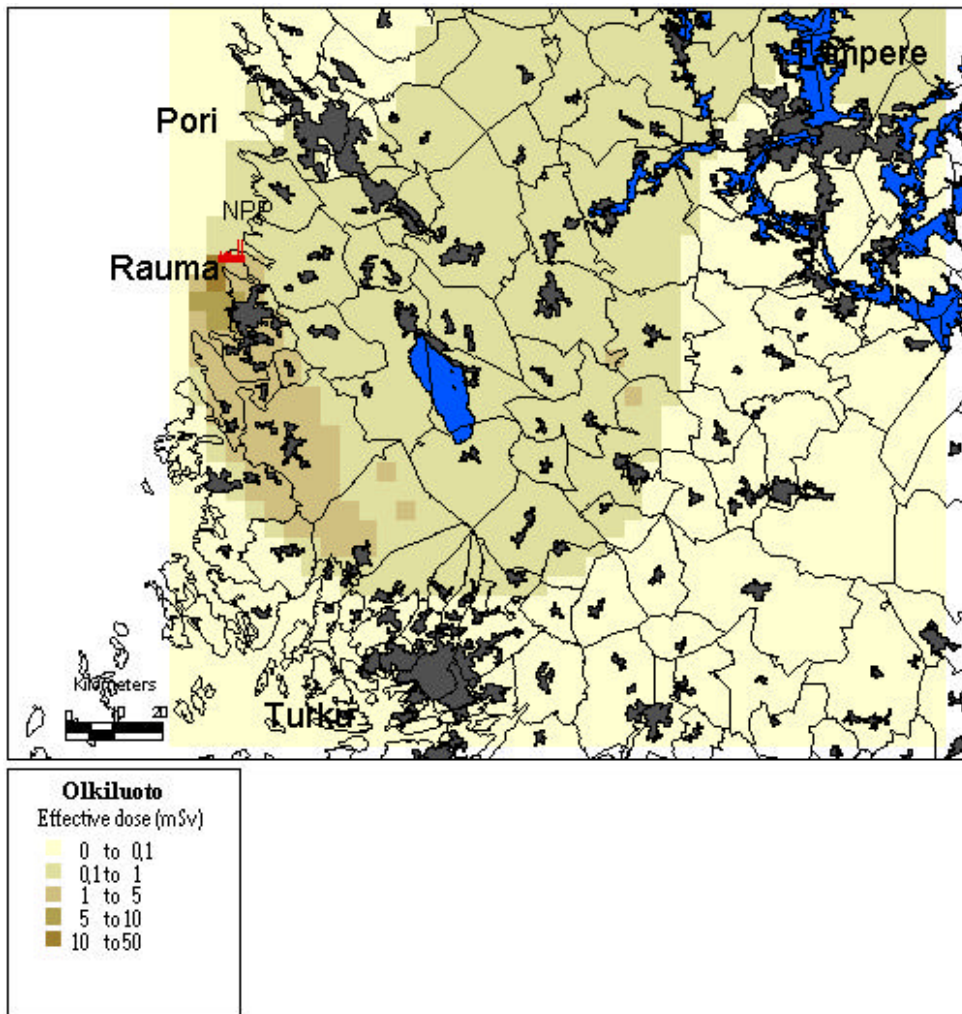 Tampere
Pori
NPP
Rauma
Kilometers
0 10 20
Turku
Olkiluoto
Effective dose (mSv)
0 to 0,1
0,1 to 1
1 to 5
5 to 10
10 to 50